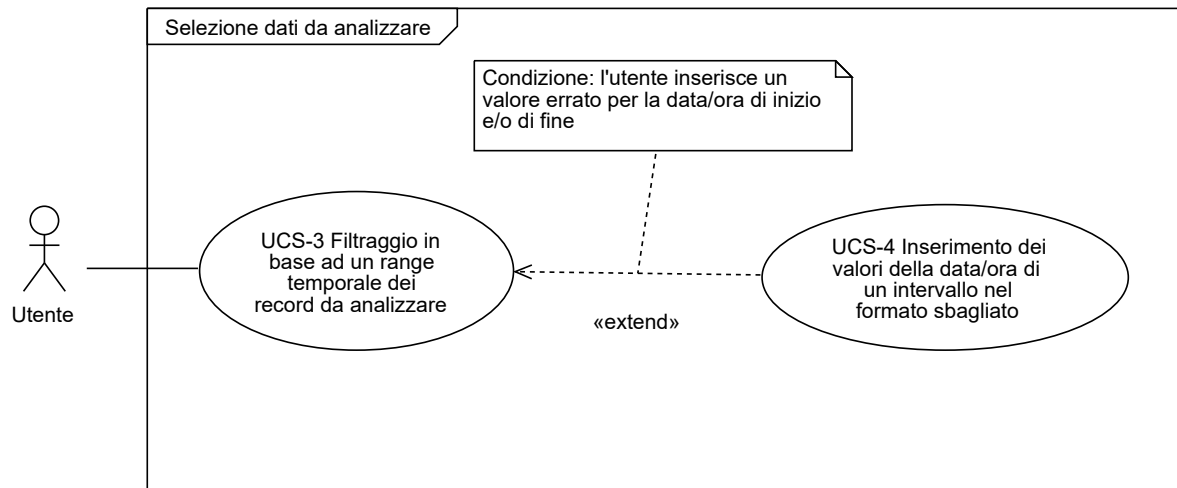 Selezione dati da analizzare
Condizione: l'utente inserisce un
valore errato per la data/ora di inizio
e/o di fine
UCS-3 Filtraggio in
base ad un range
temporale dei
record da analizzare
UCS-4 Inserimento dei
valori della data/ora di
un intervallo nel
formato sbagliato
Utente
«extend»